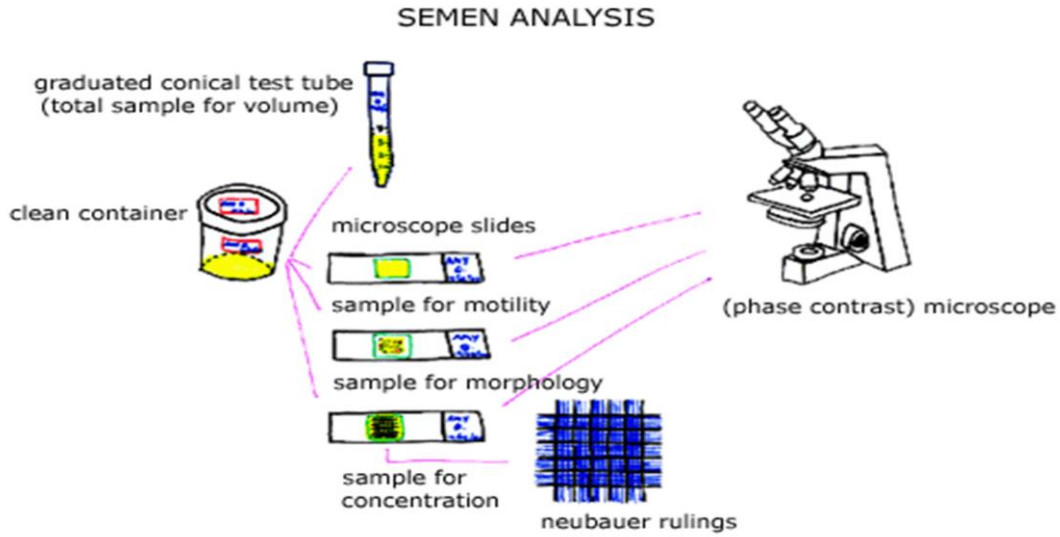 SEMEN ANALYSIS
graduated conical test tube
(total sample for volume)
clean container
microscope slides
sample for motility
(phase contrast) microscope
sample for morphology
sample for
concentration
neubauer rulings